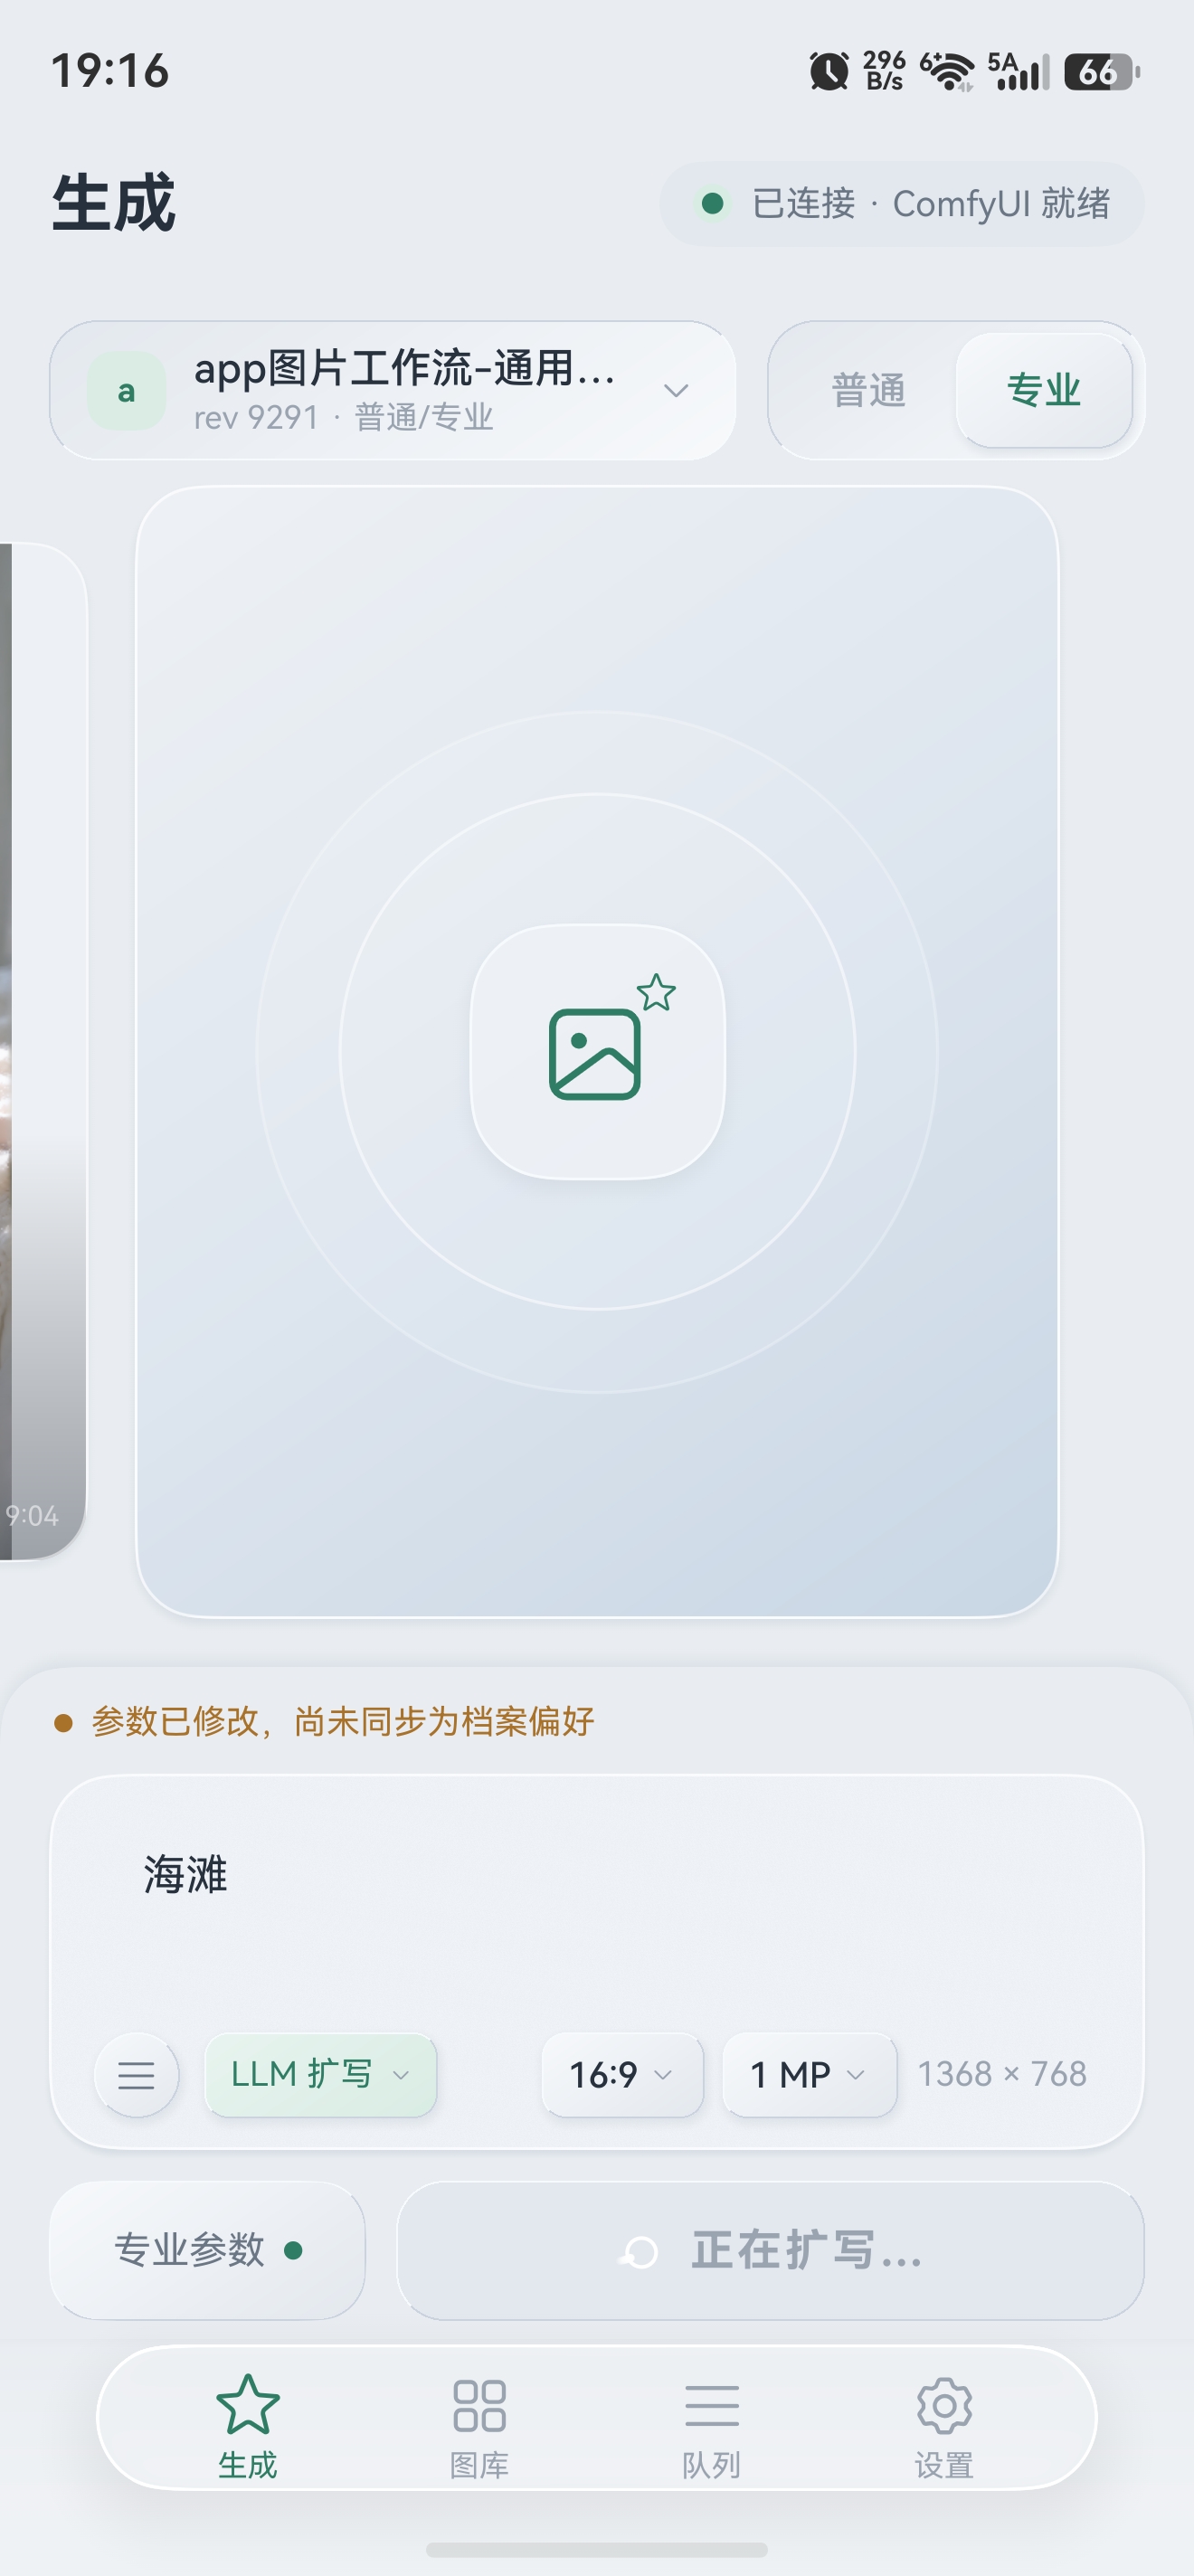 19:16
296 B/s
6+
5A
66
生成
已连接 · ComfyUI 就绪
a
app图片工作流-通用...
rev 9291 · 普通/专业
普通
专业
9:04
参数已修改，尚未同步为档案偏好
海滩
LLM 扩写
16:9
1 MP
1368 × 768
专业参数
正在扩写...
生成
图库
队列
设置